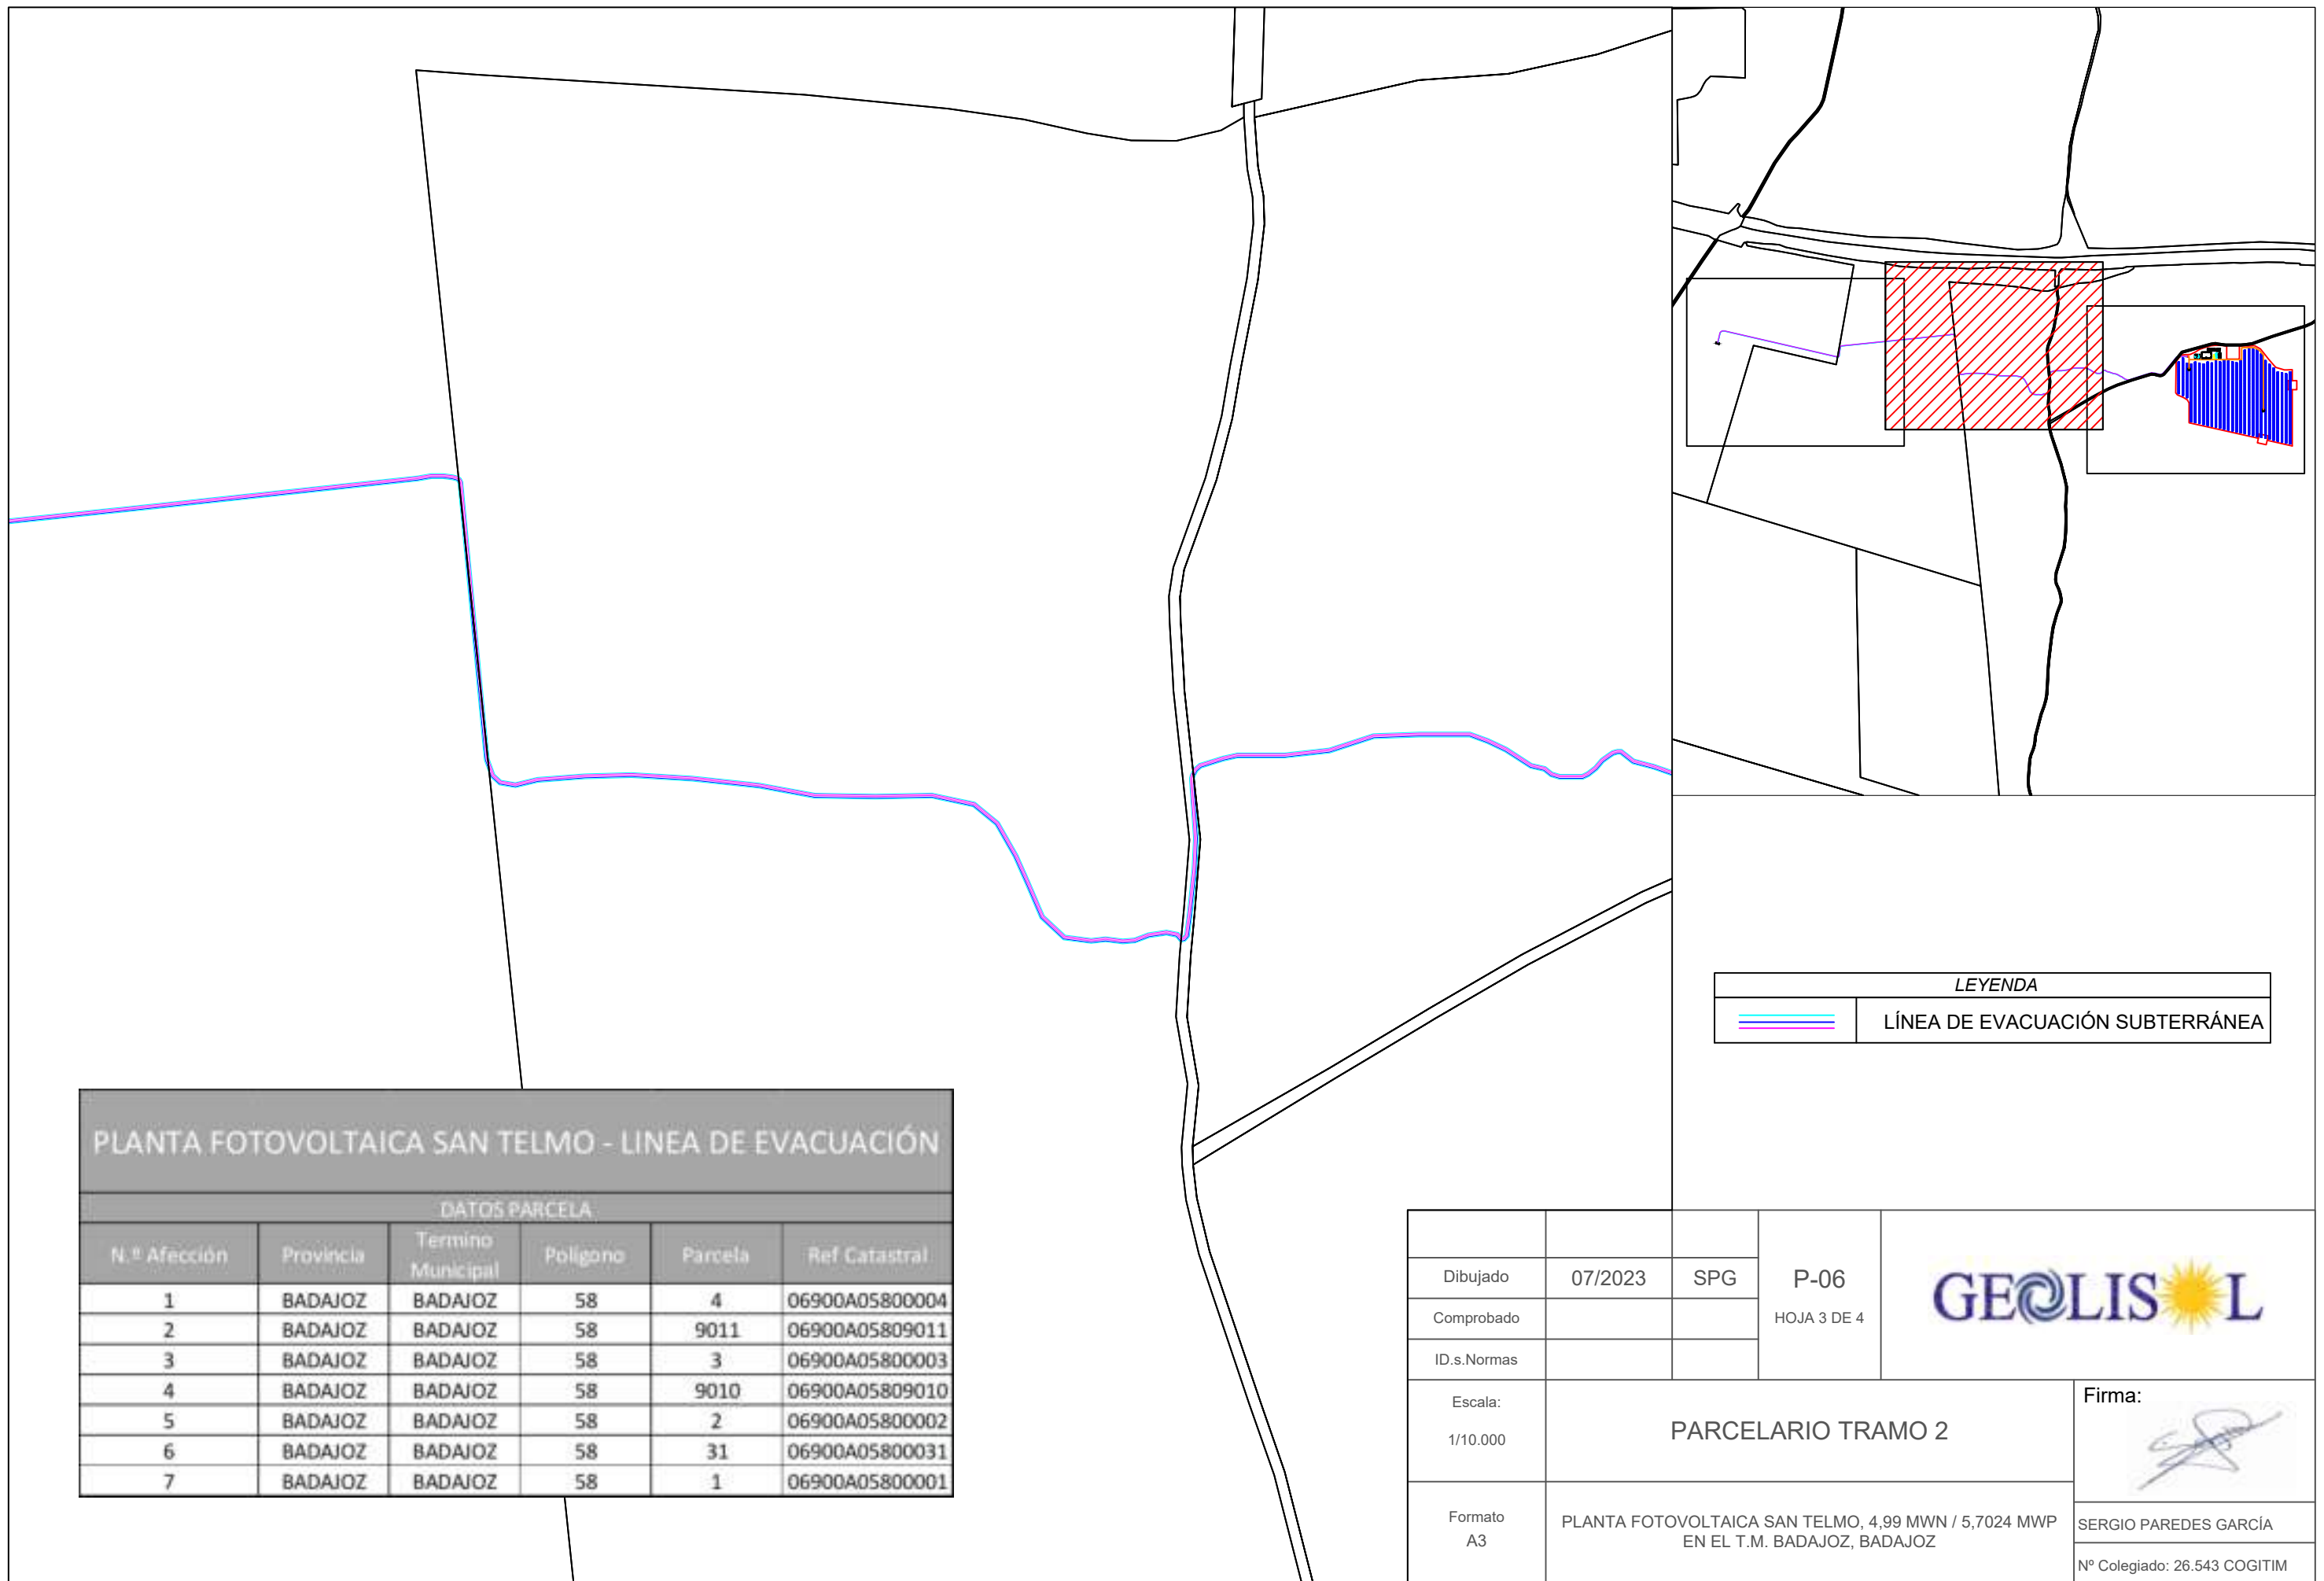 LEYENDA
LÍNEA DE EVACUACIÓN SUBTERRÁNEA
PLANTA FOTOVOLTAICA SAN TELMO - LINEA DE EVACUACIÓN
DATOS PARCELA
N.º Afección Provincia Termino Municipal Poligono Parcela Ref Catastral
1 BADAJOZ BADAJOZ 58 4 06900A05800004
2 BADAJOZ BADAJOZ 58 9011 06900A05809011
3 BADAJOZ BADAJOZ 58 3 06900A05800003
4 BADAJOZ BADAJOZ 58 9010 06900A05809010
5 BADAJOZ BADAJOZ 58 2 06900A05800002
6 BADAJOZ BADAJOZ 58 31 06900A05800031
7 BADAJOZ BADAJOZ 58 1 06900A05800001
Dibujado 07/2023 SPG
Comprobado
ID.s.Normas
P-06
HOJA 3 DE 4
GEOLISOL
Escala:
1/10.000
PARCELARIO TRAMO 2
Firma:
Formato
A3
PLANTA FOTOVOLTAICA SAN TELMO, 4,99 MWN / 5,7024 MWP
EN EL T.M. BADAJOZ, BADAJOZ
SERGIO PAREDES GARCÍA
Nº Colegiado: 26.543 COGITIM